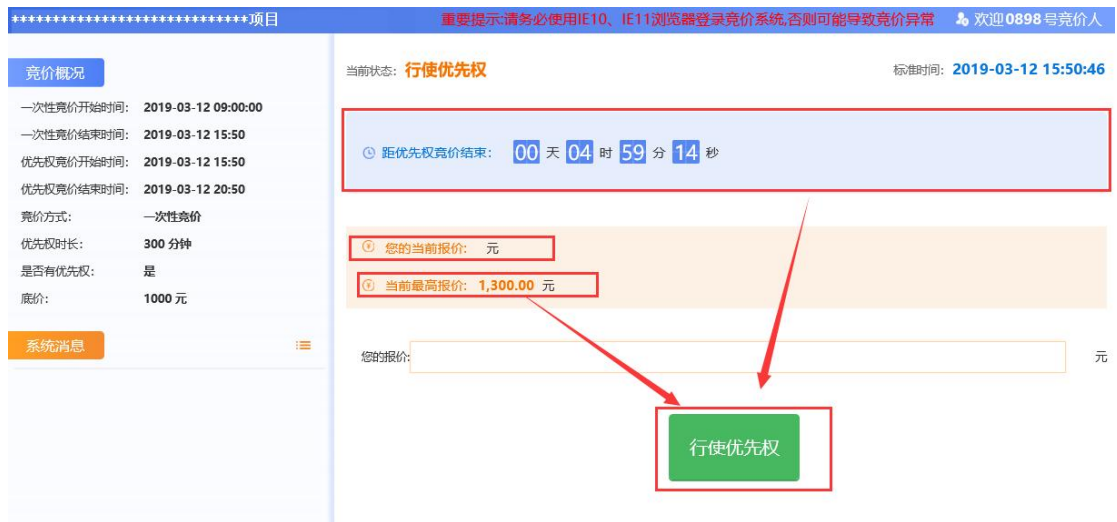 *****************************项目
重要提示:请务必使用IE10、IE11浏览器登录竞价系统,否则可能导致竞价异常 欢迎0898号竞价人
竞价概况
一次性竞价开始时间: 2019-03-12 09:00:00
一次性竞价结束时间: 2019-03-12 15:50
优先权竞价开始时间: 2019-03-12 15:50
优先权竞价结束时间: 2019-03-12 20:50
竞价方式: 一次性竞价
优先权时长: 300 分钟
是否有优先权: 是
底价: 1000 元
系统消息
当前状态: 行使优先权
标准时间: 2019-03-12 15:50:46
距优先权竞价结束: 00 天 04 时 59 分 14 秒
您的当前报价: 元
当前最高报价: 1,300.00 元
您的报价: 元
行使优先权